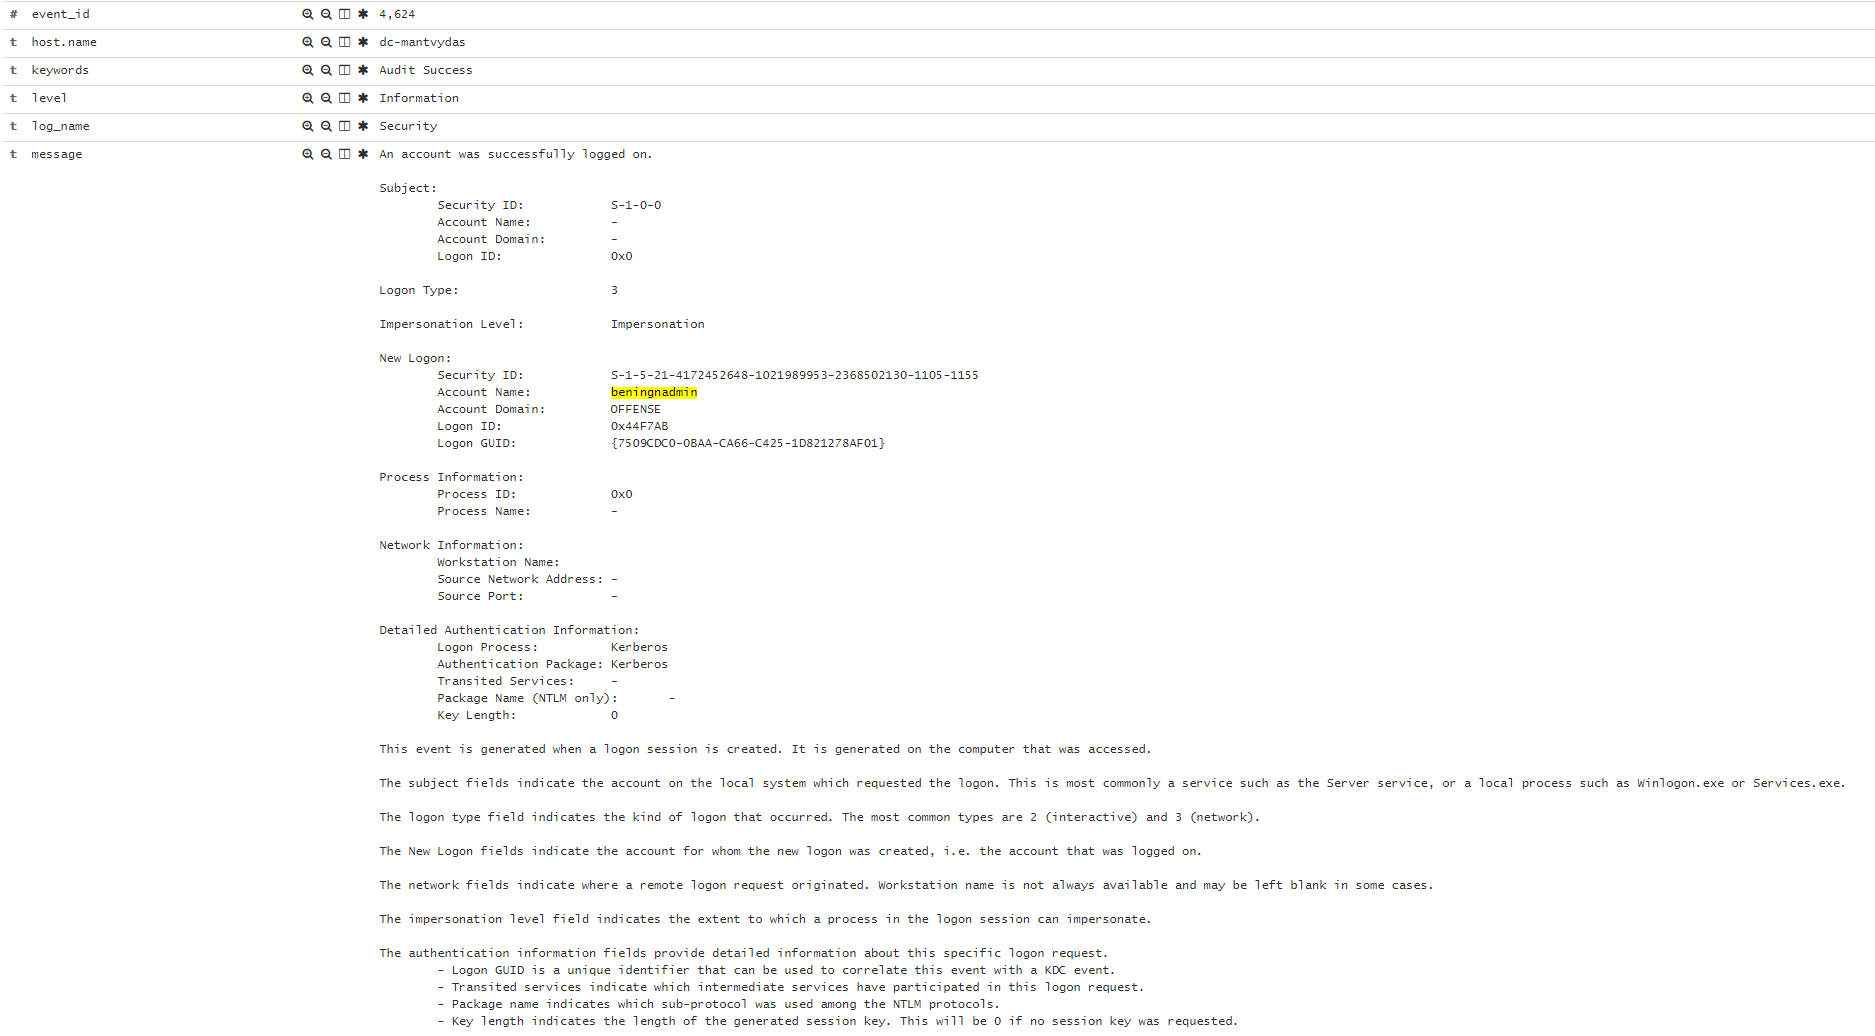 # event_id 4,624
t host.name dc-mantvydas
t keywords Audit Success
t level Information
t log_name Security
t message An account was successfully logged on.
Subject:
Security ID: S-1-0-0
Account Name: -
Account Domain: -
Logon ID: 0x0
Logon Type: 3
Impersonation Level: Impersonation
New Logon:
Security ID: S-1-5-21-4172452648-1021989953-2368502130-1105-1155
Account Name: beningnadmin
Account Domain: OFFENSE
Logon ID: 0x44F7AB
Logon GUID: {7509CDC0-0BAA-CA66-C425-1D821278AF01}
Process Information:
Process ID: 0x0
Process Name: -
Network Information:
Workstation Name:
Source Network Address: -
Source Port: -
Detailed Authentication Information:
Logon Process: Kerberos
Authentication Package: Kerberos
Transited Services: -
Package Name (NTLM only): -
Key Length: 0
This event is generated when a logon session is created. It is generated on the computer that was accessed.
The subject fields indicate the account on the local system which requested the logon. This is most commonly a service such as the Server service, or a local process such as Winlogon.exe or Services.exe.
The logon type field indicates the kind of logon that occurred. The most common types are 2 (interactive) and 3 (network).
The New Logon fields indicate the account for whom the new logon was created, i.e. the account that was logged on.
The network fields indicate where a remote logon request originated. Workstation name is not always available and may be left blank in some cases.
The impersonation level field indicates the extent to which a process in the logon session can impersonate.
The authentication information fields provide detailed information about this specific logon request.
- Logon GUID is a unique identifier that can be used to correlate this event with a KDC event.
- Transited services indicate which intermediate services have participated in this logon request.
- Package name indicates which sub-protocol was used among the NTLM protocols.
- Key length indicates the length of the generated session key. This will be 0 if no session key was requested.